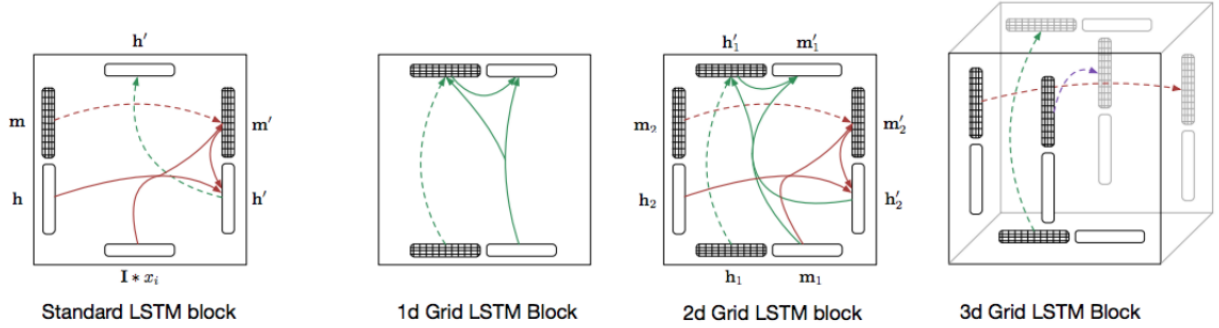 h′
m
m′
h
h′
I ∗ xᵢ
Standard LSTM block
1d Grid LSTM Block
h′₁ m′₁
m₂
m′₂
h₂
h′₂
h₁ m₁
2d Grid LSTM block
3d Grid LSTM Block